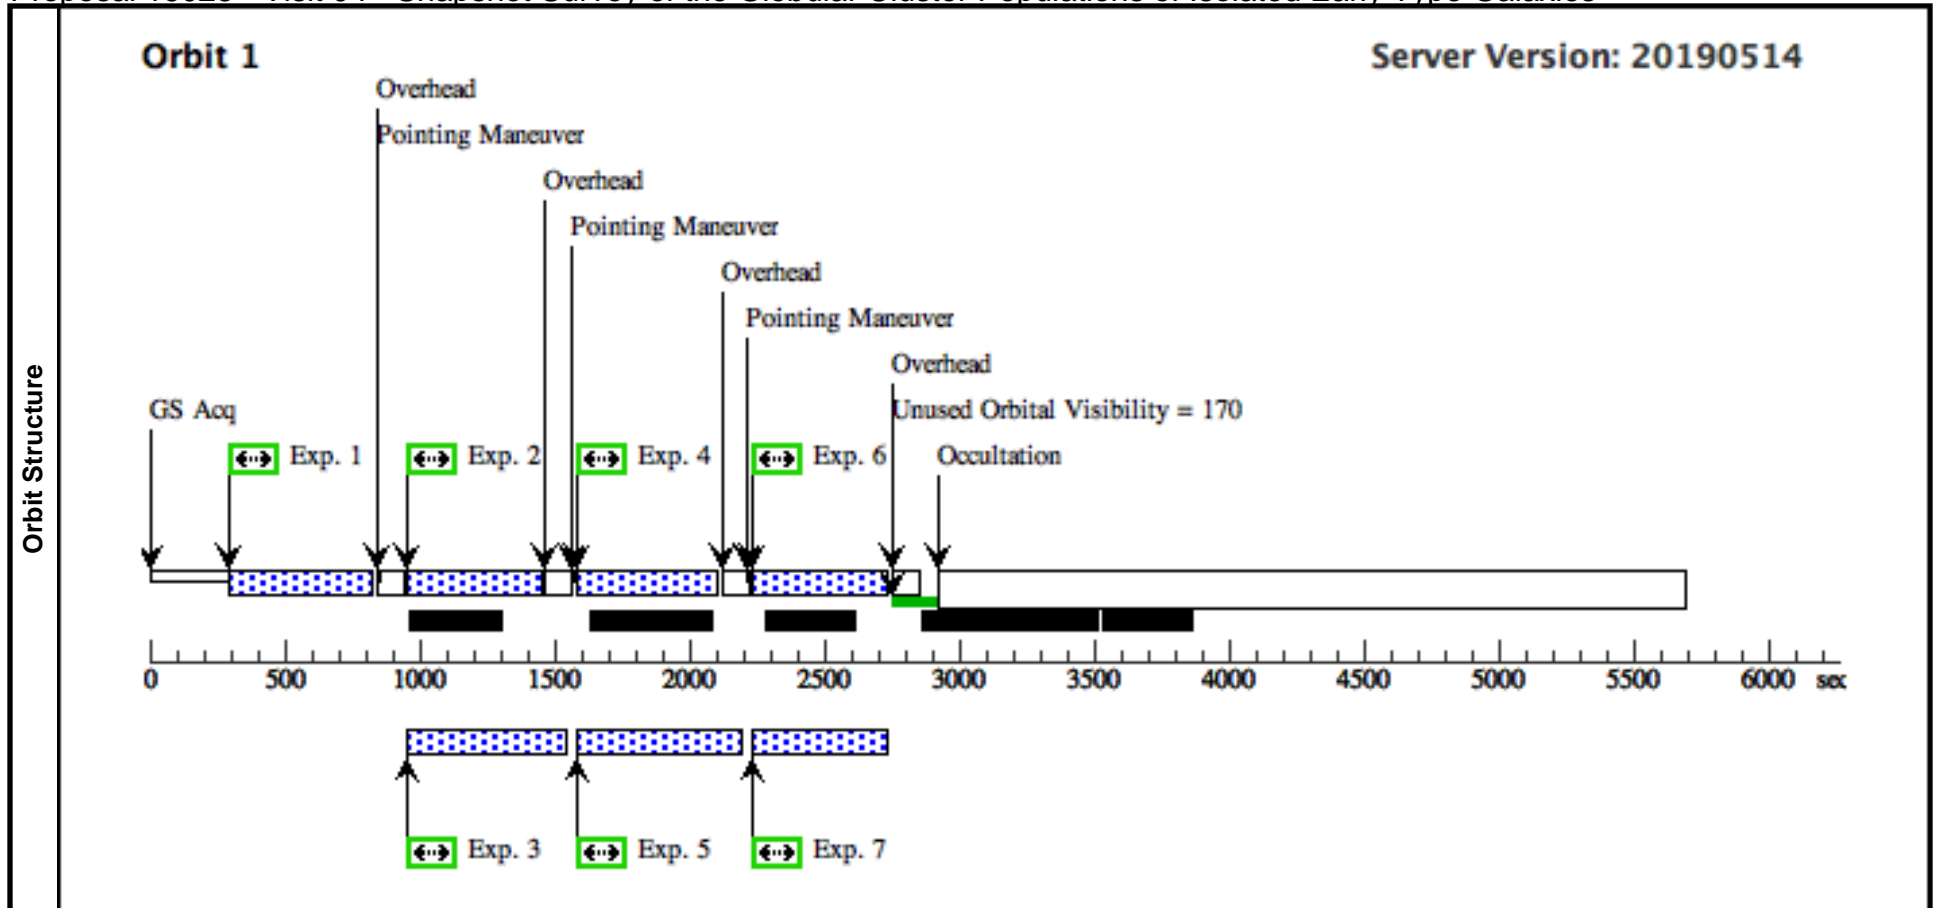 Orbit Structure
Orbit 1
Server Version: 20190514
Overhead
Pointing Maneuver
Overhead
Pointing Maneuver
Overhead
Pointing Maneuver
Overhead
GS Acq
Unused Orbital Visibility = 170
Exp. 1
Exp. 2
Exp. 4
Exp. 6
Occultation
0 500 1000 1500 2000 2500 3000 3500 4000 4500 5000 5500 6000 sec
Exp. 3
Exp. 5
Exp. 7